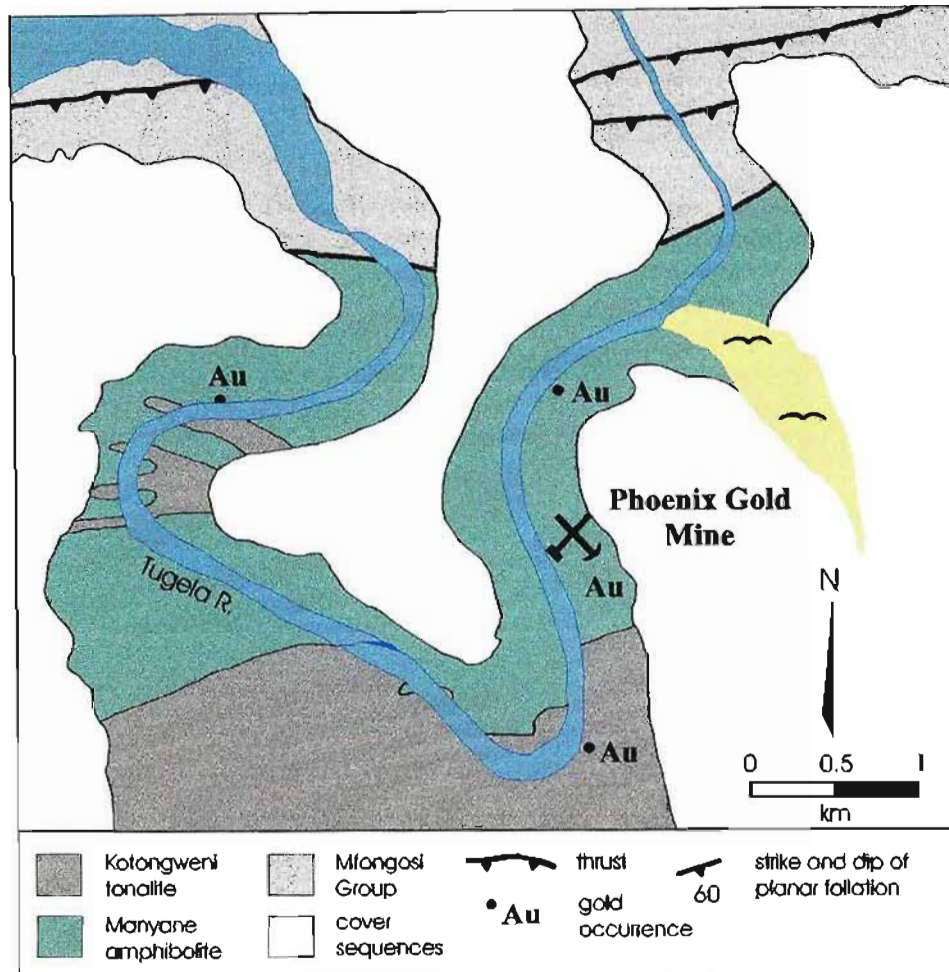 Au
Au
Phoenix Gold
Mine
Au
Tugela R.
N
Au
0 0.5 1
km
Kotongweni
tonalite
Mfongosi
Group
thrust
60
strike and dip of
planar foliation
Manyane
amphibolite
cover
sequences
Au
gold
occurrence